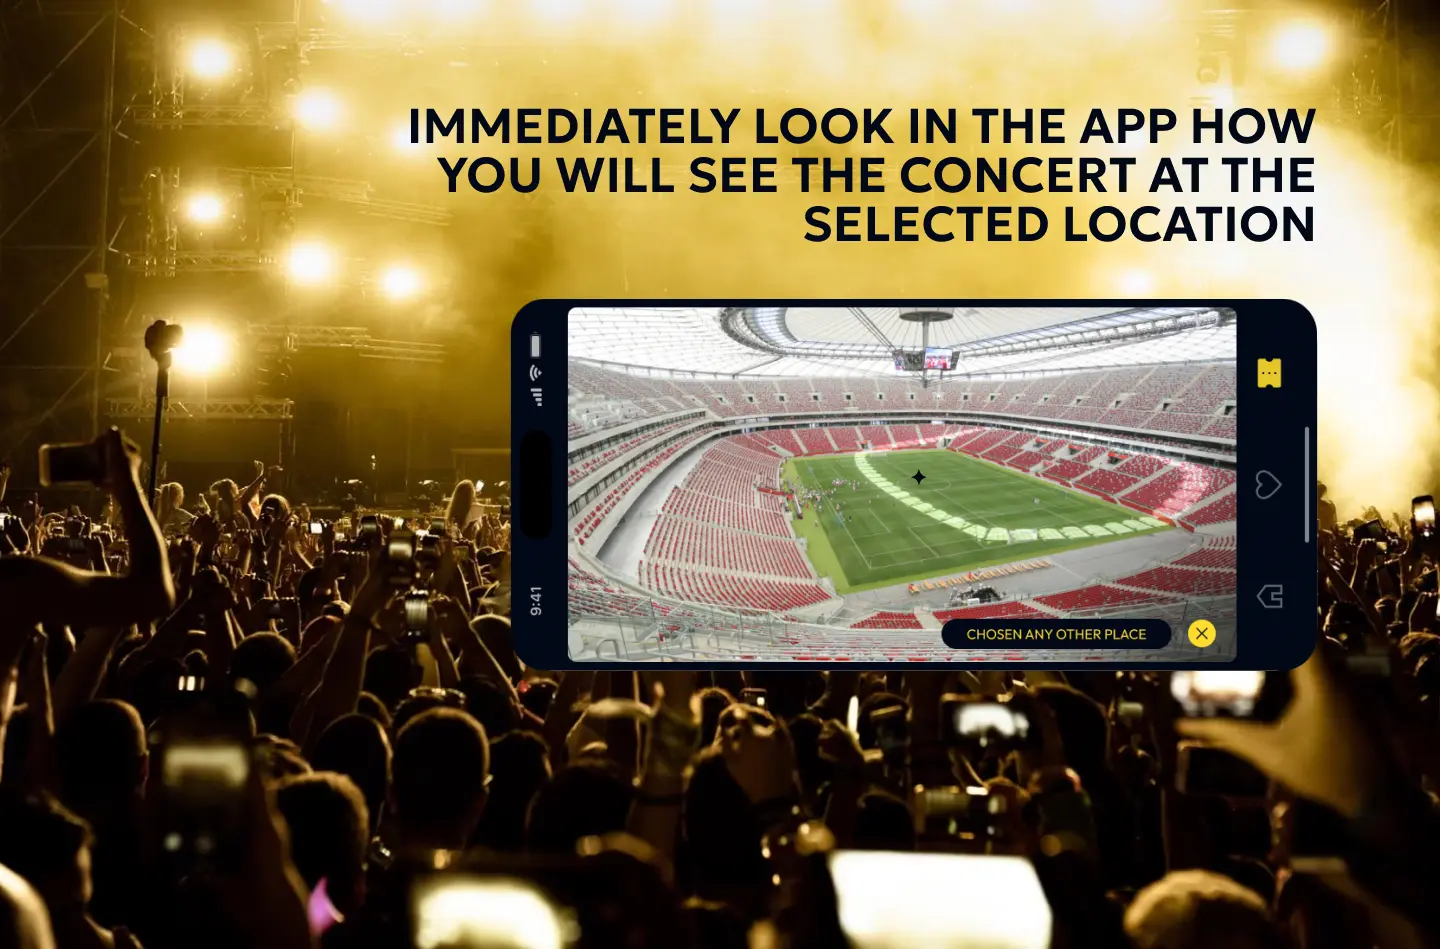 IMMEDIATELY LOOK IN THE APP HOW
YOU WILL SEE THE CONCERT AT THE
SELECTED LOCATION
9:41
CHOSEN ANY OTHER PLACE